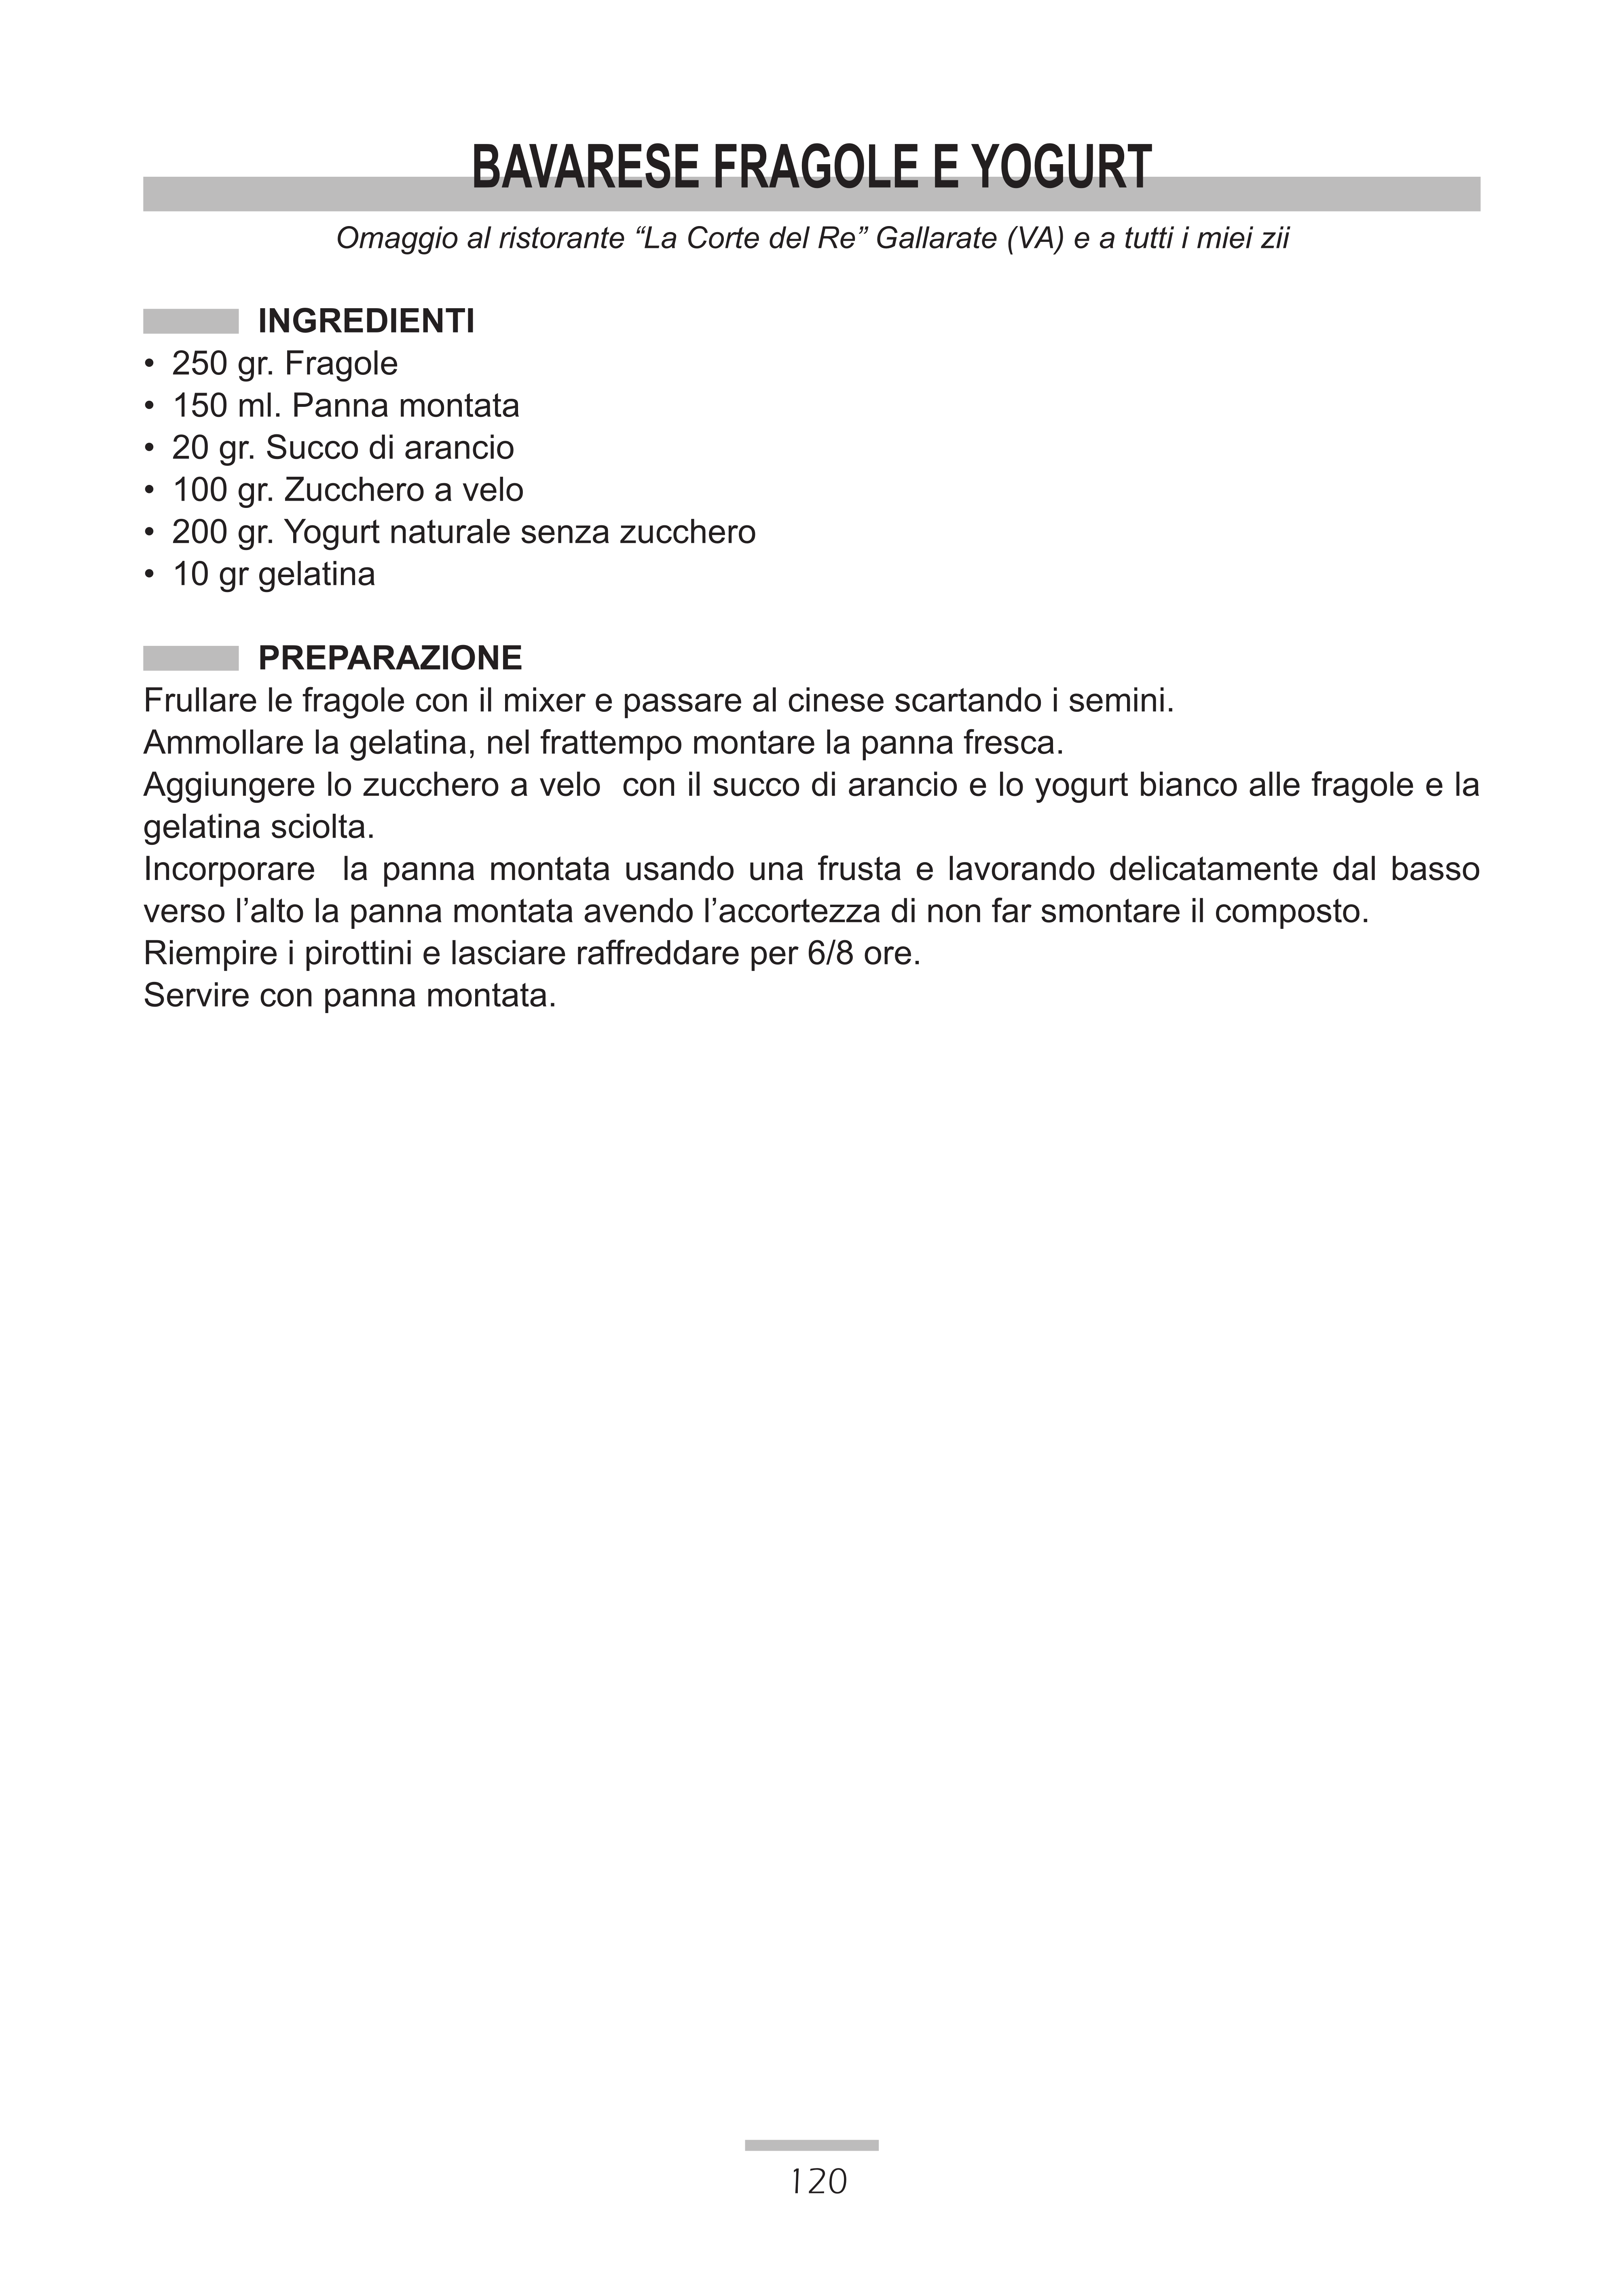 BAVARESE FRAGOLE E YOGURT
Omaggio al ristorante “La Corte del Re” Gallarate (VA) e a tutti i miei zii
INGREDIENTI
• 250 gr. Fragole
• 150 ml. Panna montata
• 20 gr. Succo di arancio
• 100 gr. Zucchero a velo
• 200 gr. Yogurt naturale senza zucchero
• 10 gr gelatina
PREPARAZIONE
Frullare le fragole con il mixer e passare al cinese scartando i semini.
Ammollare la gelatina, nel frattempo montare la panna fresca.
Aggiungere lo zucchero a velo  con il succo di arancio e lo yogurt bianco alle fragole e la
gelatina sciolta.
Incorporare  la panna montata usando una frusta e lavorando delicatamente dal basso
verso l’alto la panna montata avendo l’accortezza di non far smontare il composto.
Riempire i pirottini e lasciare raffreddare per 6/8 ore.
Servire con panna montata.
120